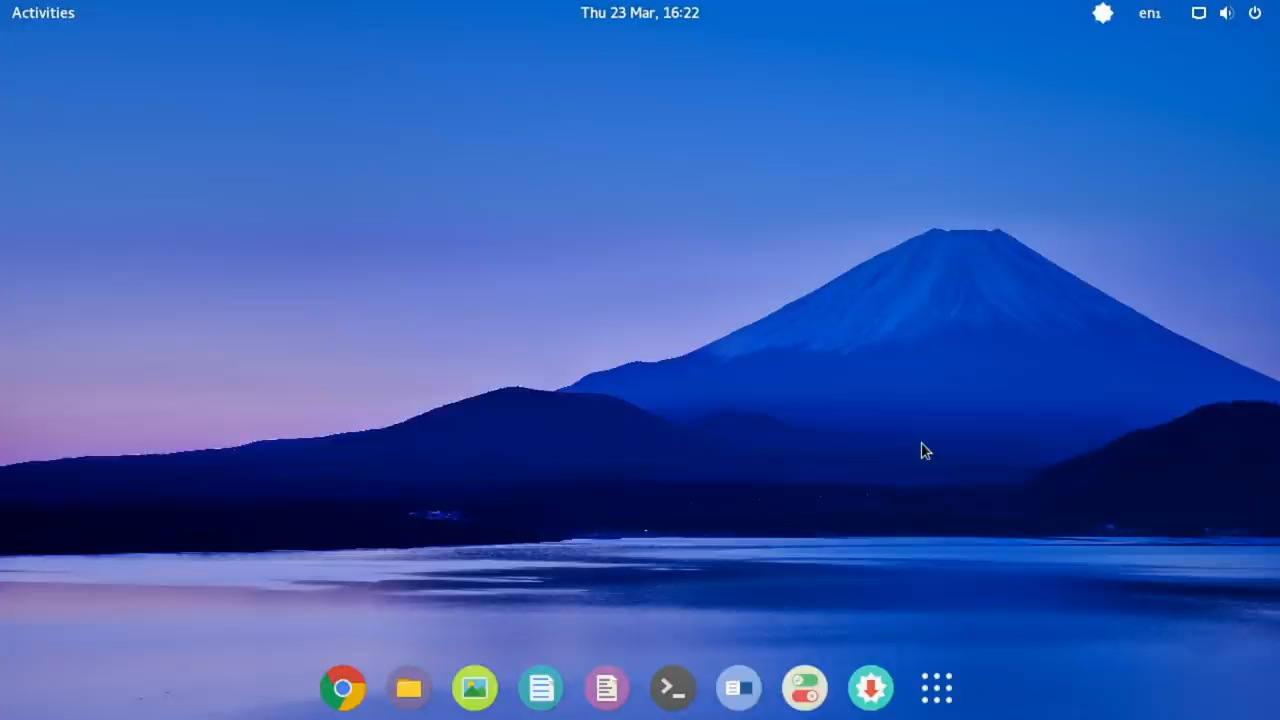 Activities
Thu 23 Mar, 16:22
en₁